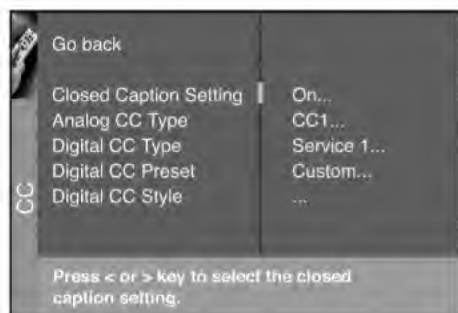 Go back
Closed Caption Setting On...
Analog CC Type CC1...
Digital CC Type Service 1...
Digital CC Preset Custom...
Digital CC Style ...
CC
Press < or > key to select the closed
caption setting.